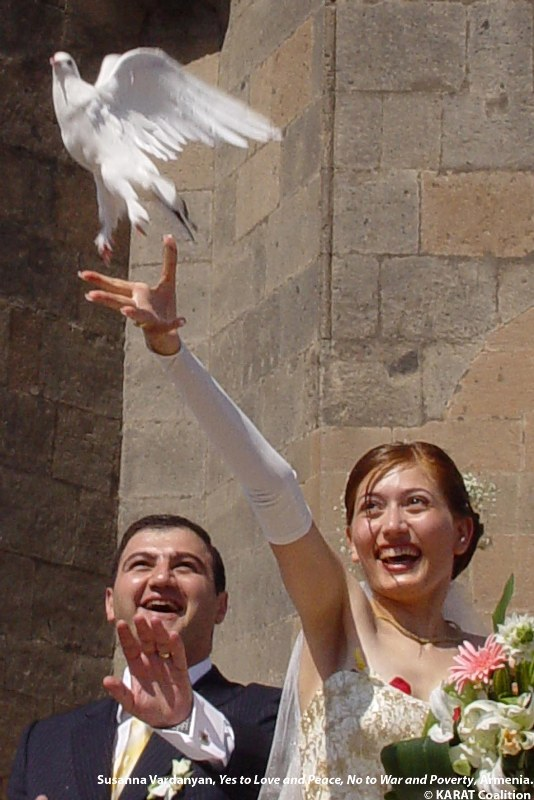 Susanna Vardanyan, Yes to Love and Peace, No to War and Poverty, Armenia.
© KARAT Coalition